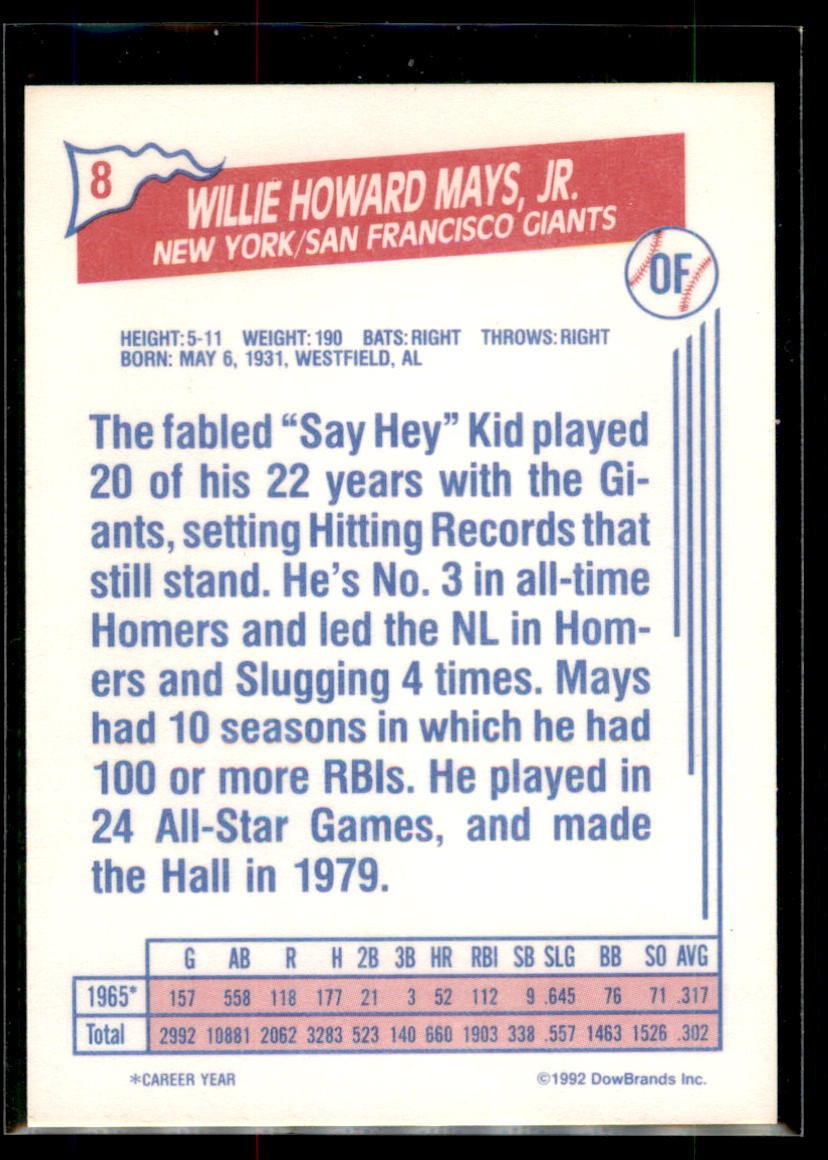 8
WILLIE HOWARD MAYS, JR.
NEW YORK/SAN FRANCISCO GIANTS
OF
HEIGHT: 5-11 WEIGHT: 190 BATS: RIGHT THROWS: RIGHT
BORN: MAY 6, 1931, WESTFIELD, AL
The fabled “Say Hey” Kid played
20 of his 22 years with the Gi-
ants, setting Hitting Records that
still stand. He’s No. 3 in all-time
Homers and led the NL in Hom-
ers and Slugging 4 times. Mays
had 10 seasons in which he had
100 or more RBIs. He played in
24 All-Star Games, and made
the Hall in 1979.
G AB R H 2B 3B HR RBI SB SLG BB SO AVG
1965* 157 558 118 177 21 3 52 112 9 .645 76 71 .317
Total 2992 10881 2062 3283 523 140 660 1903 338 .557 1463 1526 .302
*CAREER YEAR ©1992 DowBrands Inc.